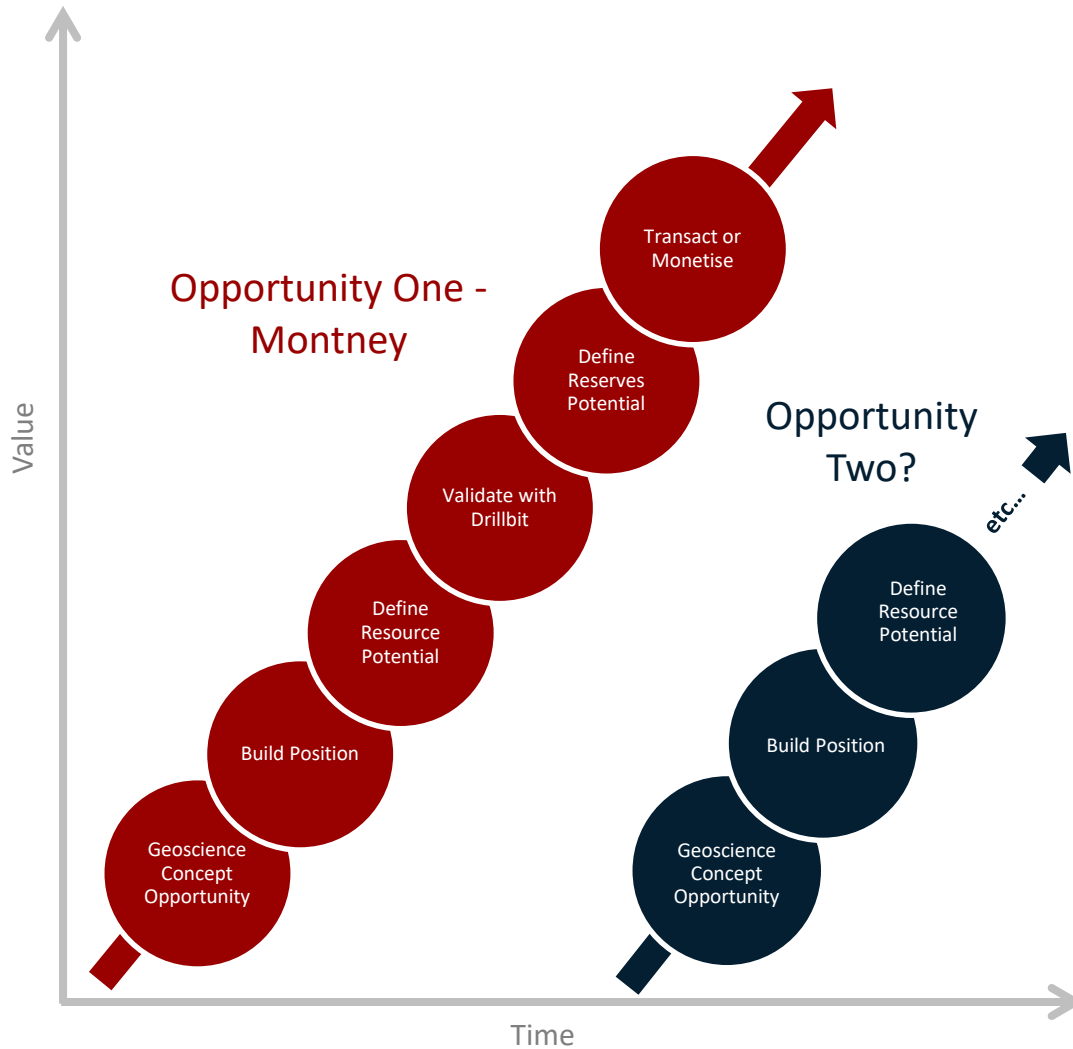 Value
Opportunity One -
Montney
Transact or
Monetise
Define
Reserves
Potential
Validate with
Drillbit
Define
Resource
Potential
Build Position
Geoscience
Concept
Opportunity
Opportunity
Two?
etc...
Define
Resource
Potential
Build Position
Geoscience
Concept
Opportunity
Time